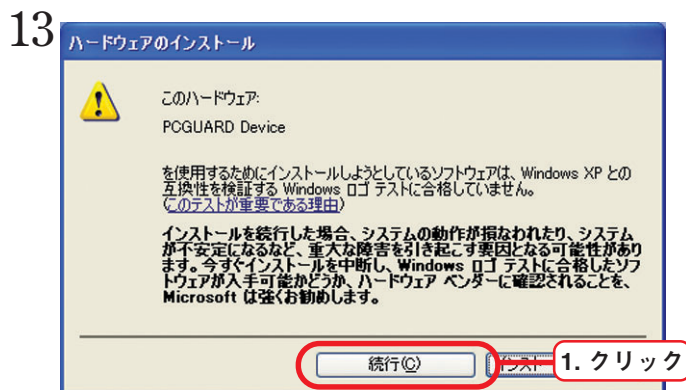 13
ハードウェアのインストール
このハードウェア:
PCGUARD Device
を使用するためにインストールしようとしているソフトウェアは、Windows XP との
互換性を検証する Windows ロゴ テストに合格していません。
(このテストが重要である理由)
インストールを続行した場合、システムの動作が損なわれたり、システム
が不安定になるなど、重大な障害を引き起こす要因となる可能性があり
ます。今すぐインストールを中断し、Windows ロゴ テストに合格したソフ
トウェアが入手可能かどうか、ハードウェア ベンダーに確認されることを、
Microsoft は強くお勧めします。
続行(C)
1. クリック